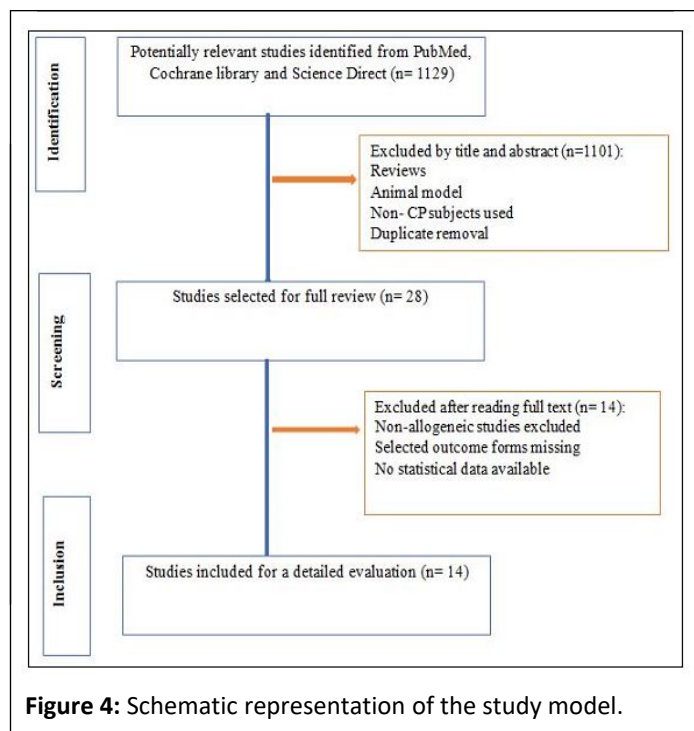 Identification
Potentially relevant studies identified from PubMed,
Cochrane library and Science Direct (n= 1129)
Excluded by title and abstract (n=1101):
Reviews
Animal model
Non- CP subjects used
Duplicate removal
Screening
Studies selected for full review (n= 28)
Excluded after reading full text (n= 14):
Non-allogeneic studies excluded
Selected outcome forms missing
No statistical data available
Inclusion
Studies included for a detailed evaluation (n= 14)
Figure 4: Schematic representation of the study model.